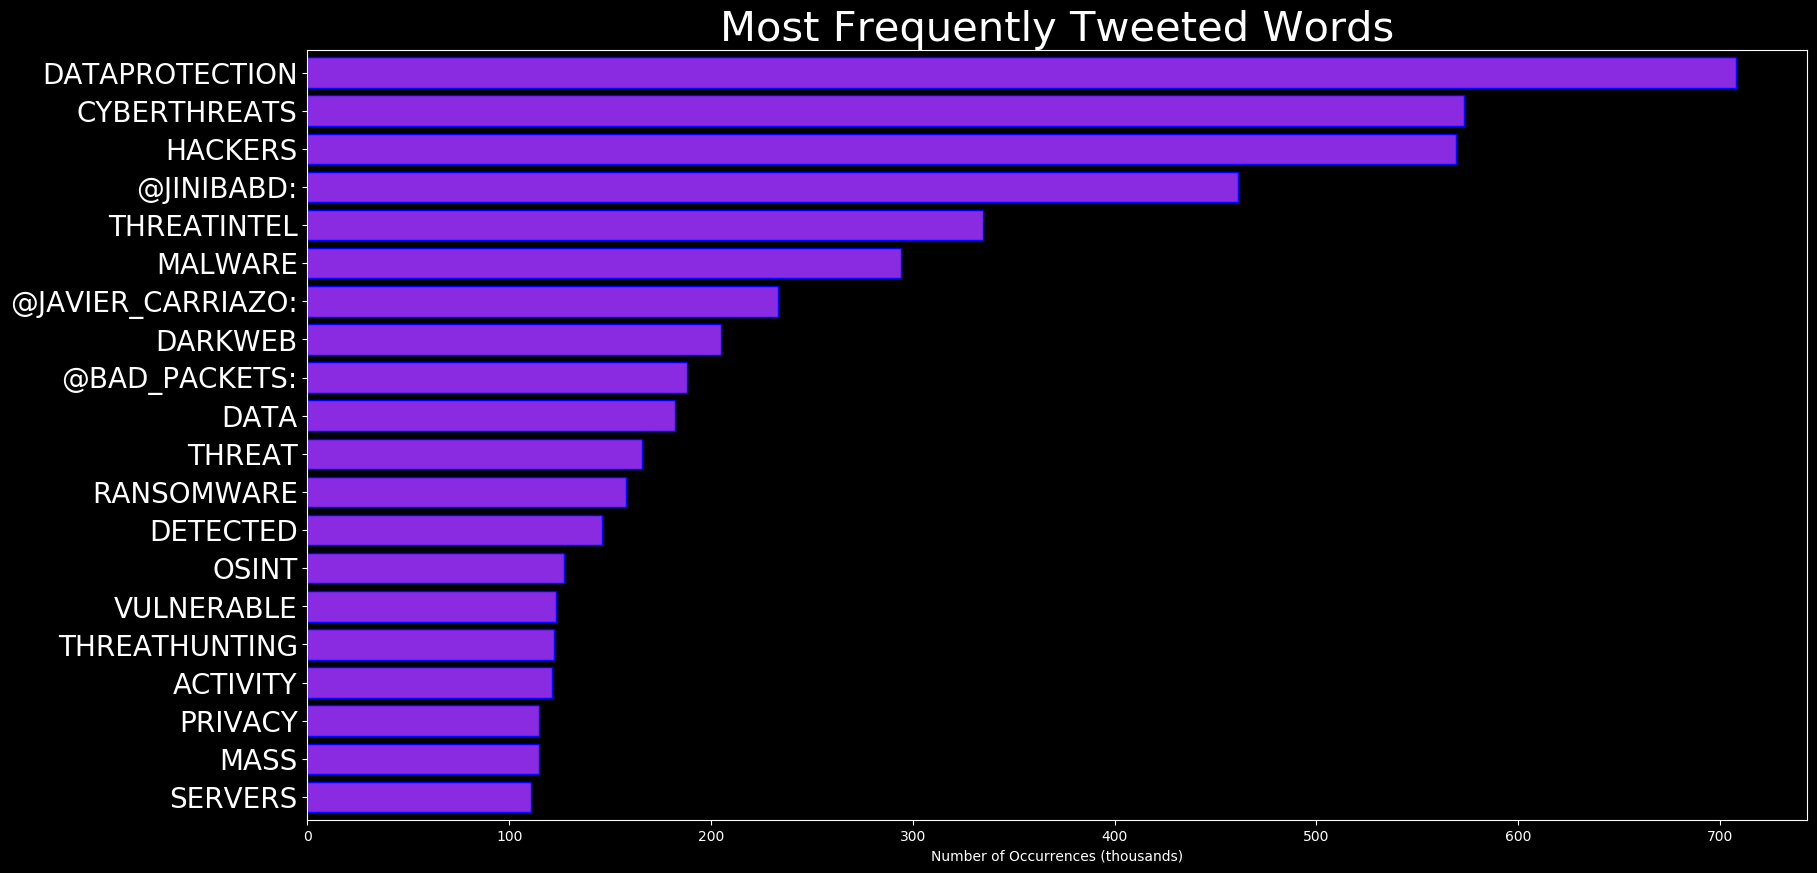 Most Frequently Tweeted Words
DATAPROTECTION
CYBERTHREATS
HACKERS
@JINIBABD:
THREATINTEL
MALWARE
@JAVIER_CARRIAZO:
DARKWEB
@BAD_PACKETS:
DATA
THREAT
RANSOMWARE
DETECTED
OSINT
VULNERABLE
THREATHUNTING
ACTIVITY
PRIVACY
MASS
SERVERS
0 100 200 300 400 500 600 700
Number of Occurrences (thousands)